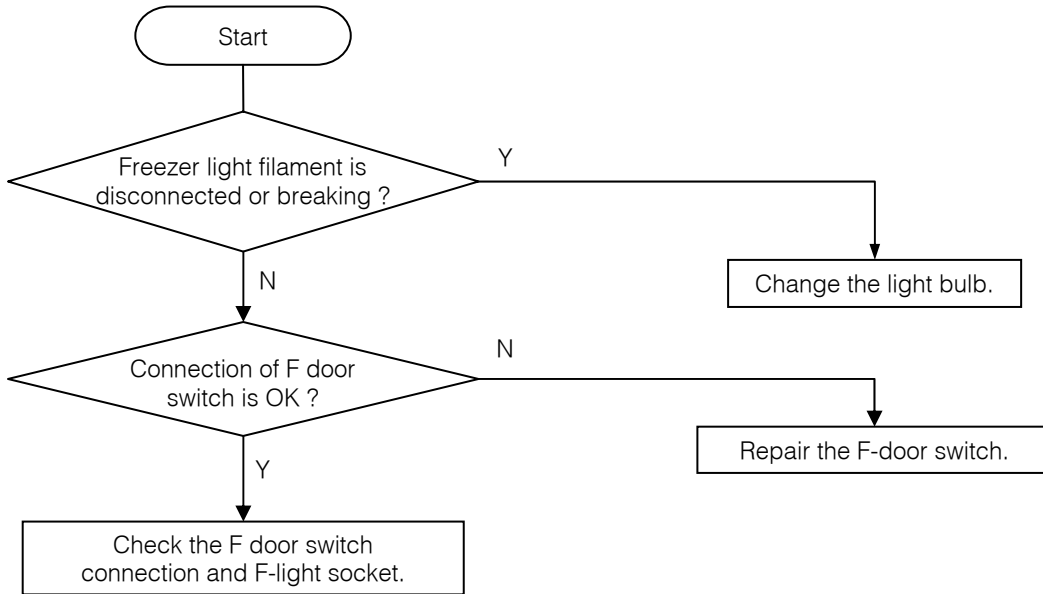 Start
Freezer light filament is
disconnected or breaking ?
Y
Change the light bulb.
N
Connection of F door
switch is OK ?
N
Repair the F-door switch.
Y
Check the F door switch
connection and F-light socket.